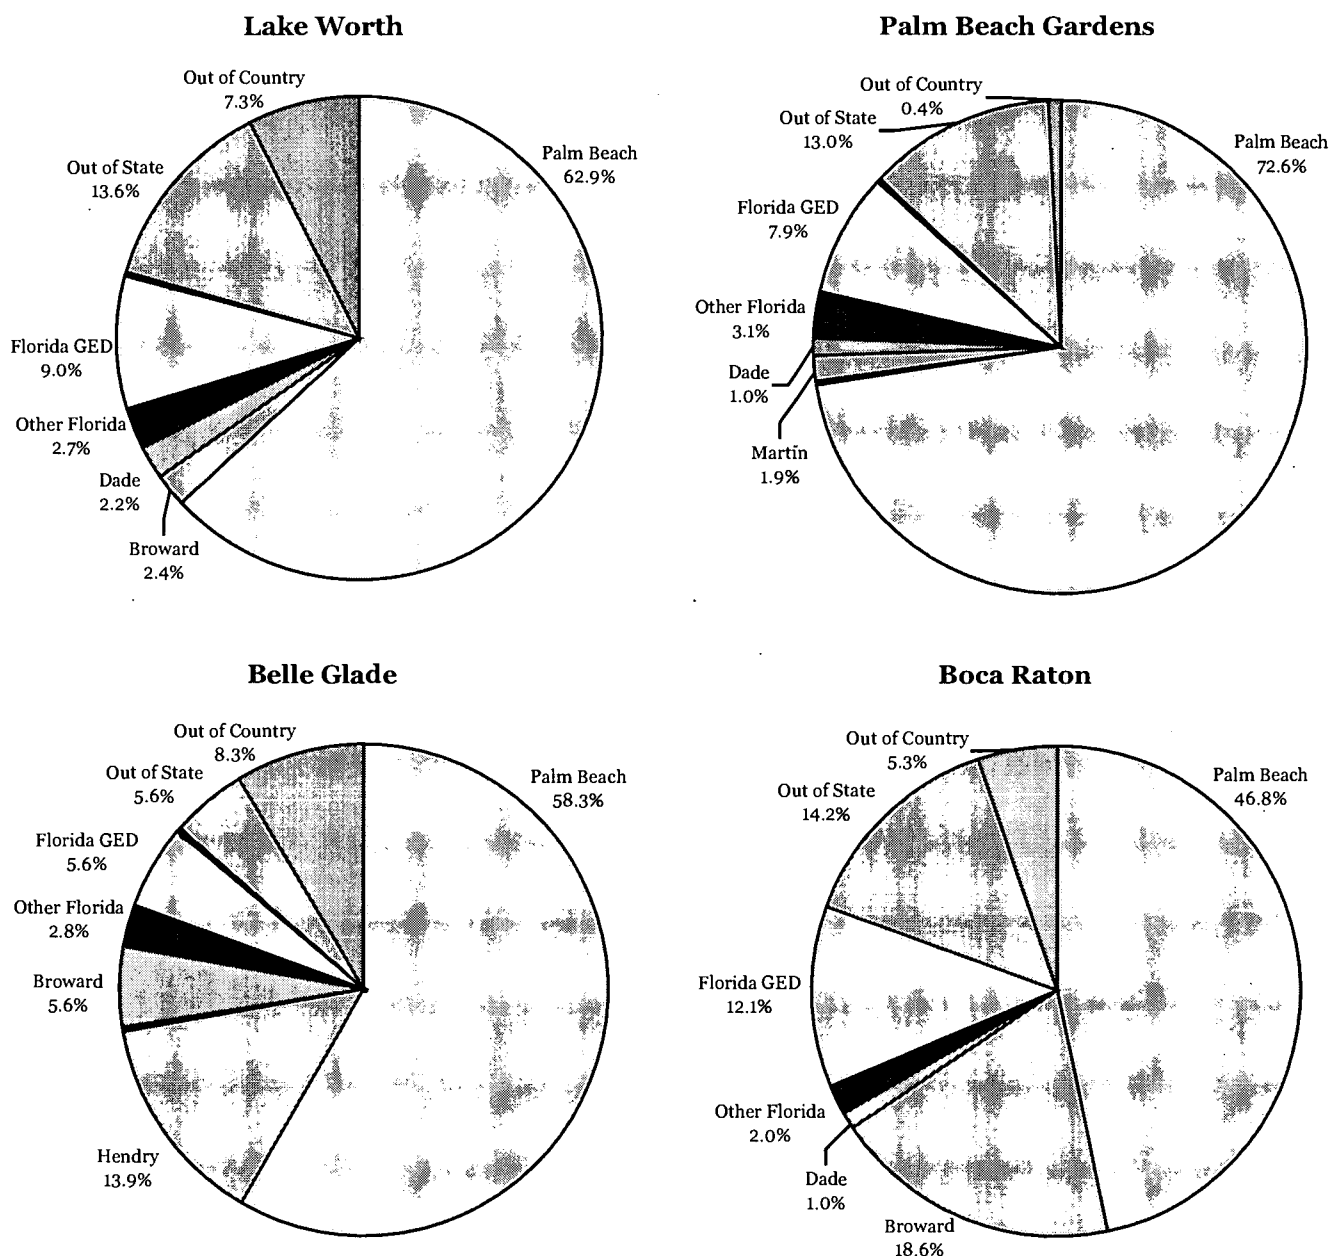 Lake Worth
Out of Country
7.3%
Palm Beach
62.9%
Out of State
13.6%
Florida GED
9.0%
Other Florida
2.7%
Dade
2.2%
Broward
2.4%
Palm Beach Gardens
Out of Country
0.4%
Out of State
13.0%
Palm Beach
72.6%
Florida GED
7.9%
Other Florida
3.1%
Dade
1.0%
Martin
1.9%
Belle Glade
Out of Country
8.3%
Out of State
5.6%
Palm Beach
58.3%
Florida GED
5.6%
Other Florida
2.8%
Broward
5.6%
Hendry
13.9%
Boca Raton
Out of Country
5.3%
Out of State
14.2%
Palm Beach
46.8%
Florida GED
12.1%
Other Florida
2.0%
Dade
1.0%
Broward
18.6%